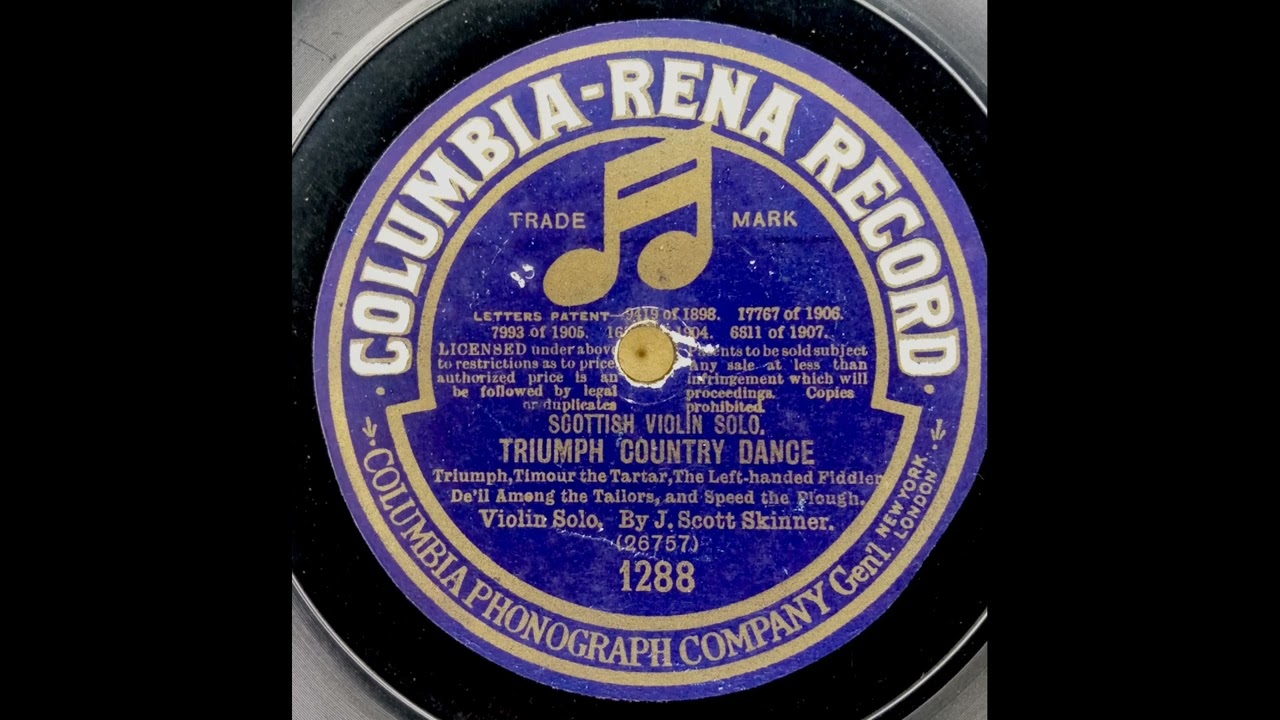 COLUMBIA-RENA RECORD
TRADE MARK
LETTERS PATENT— 9419 of 1898. 17767 of 1906.
7993 of 1905. 1904. 6611 of 1907.
LICENSED under above Patents to be sold subject
to restrictions as to price. Any sale at less than
authorized price is an infringement which will
be followed by legal proceedings. Copies
or duplicates prohibited.
SCOTTISH VIOLIN SOLO.
TRIUMPH COUNTRY DANCE
Triumph, Timour the Tartar, The Left-handed Fiddler
De'il Among the Tailors, and Speed the Plough.
Violin Solo. By J. Scott Skinner.
(26757)
1288
COLUMBIA PHONOGRAPH COMPANY Gen'l. NEW YORK.
LONDON